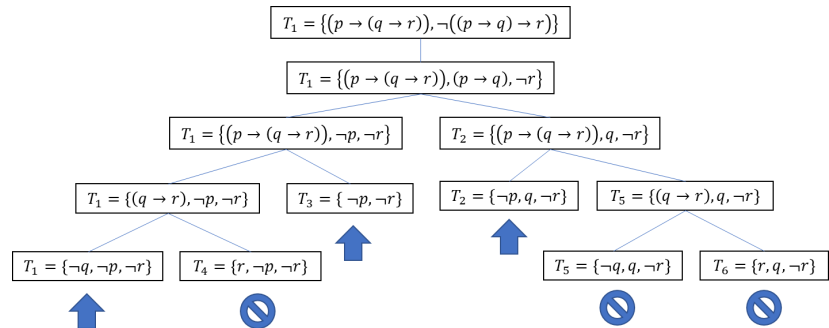 T₁ = {(p → (q → r)), ¬((p → q) → r)}
T₁ = {(p → (q → r)), (p → q), ¬r}
T₁ = {(p → (q → r)), ¬p, ¬r}
T₂ = {(p → (q → r)), q, ¬r}
T₁ = {(q → r), ¬p, ¬r}
T₃ = { ¬p, ¬r}
T₂ = {¬p, q, ¬r}
T₅ = {(q → r), q, ¬r}
T₁ = {¬q, ¬p, ¬r}
T₄ = {r, ¬p, ¬r}
T₅ = {¬q, q, ¬r}
T₆ = {r, q, ¬r}